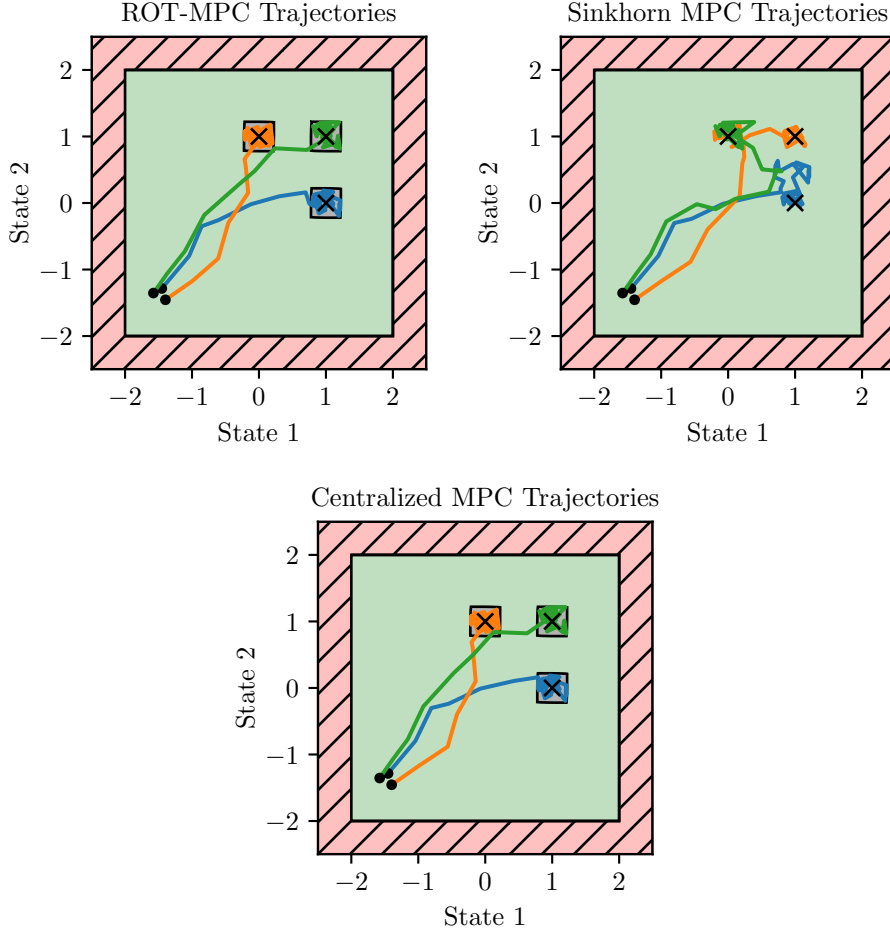 ROT-MPC Trajectories
State 2
2
1
0
−1
−2
−2 −1 0 1 2
State 1
Sinkhorn MPC Trajectories
State 2
2
1
0
−1
−2
−2 −1 0 1 2
State 1
Centralized MPC Trajectories
State 2
2
1
0
−1
−2
−2 −1 0 1 2
State 1